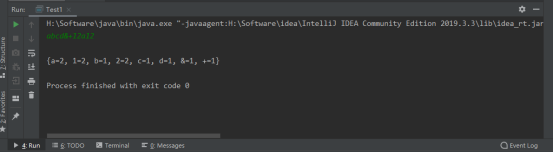 Run: Test1
H:\Software\java\bin\java.exe "-javaagent:H:\Software\idea\IntelliJ IDEA Community Edition 2019.3.3\lib\idea_rt.jar
abcd&+12a12
{a=2, 1=2, b=1, 2=2, c=1, d=1, &=1, +=1}
Process finished with exit code 0
Z: Structure
2: Favorites
4: Run 6: TODO Terminal 0: Messages Event Log